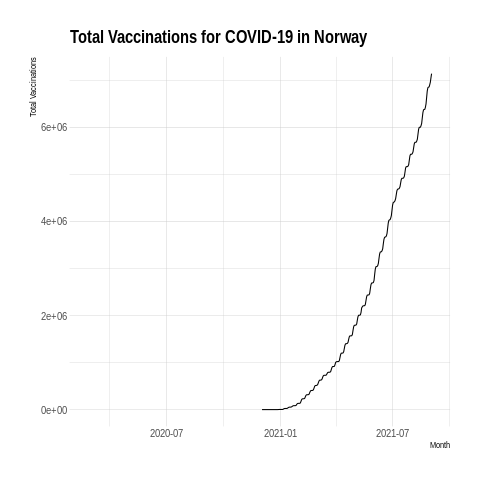 Total Vaccinations for COVID-19 in Norway
Total Vaccinations
6e+06
4e+06
2e+06
0e+00
2020-07
2021-01
2021-07
Month